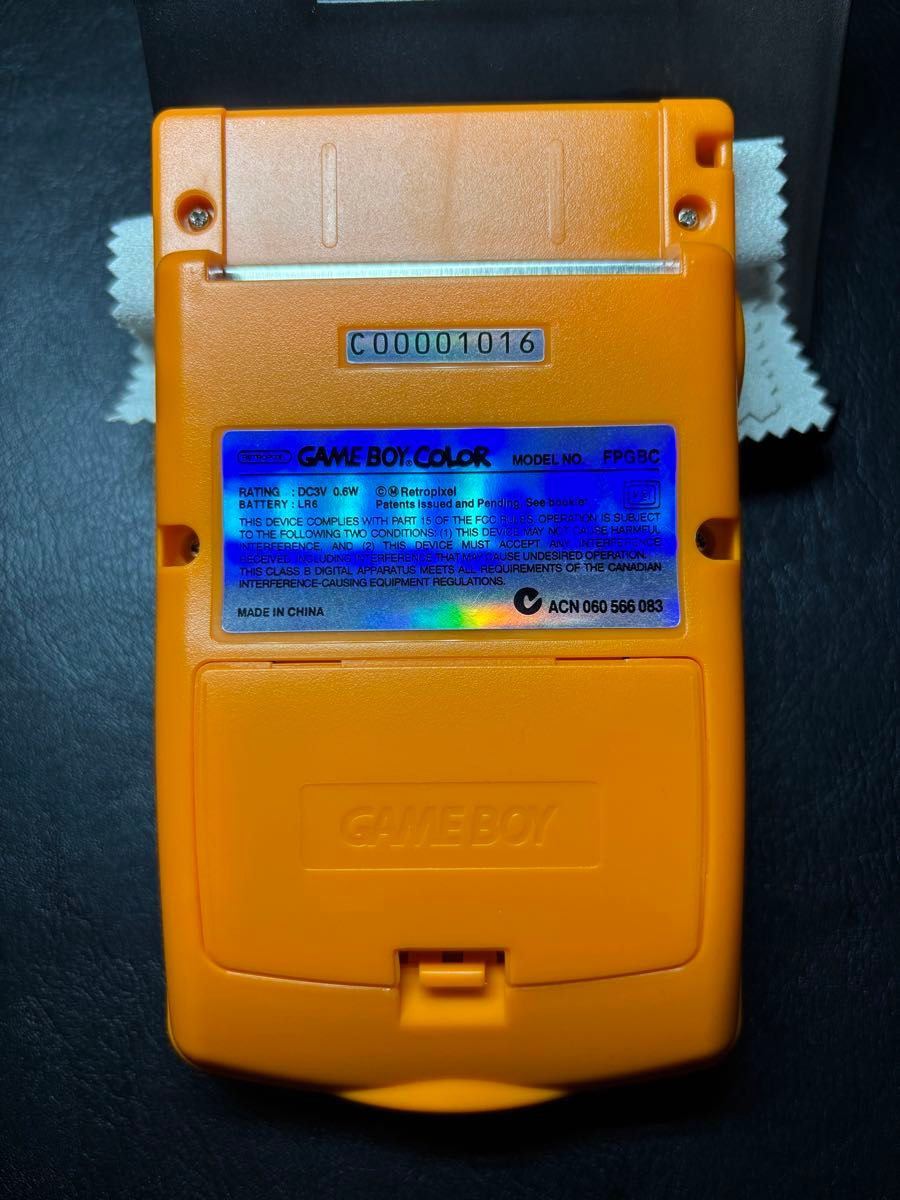 C00001016
RETROPIXEL GAME BOY COLOR MODEL NO. FPGBC
RATING : DC3V 0.6W ©Ⓜ Retropixel
BATTERY : LR6 Patents Issued and Pending. See booklet
THIS DEVICE COMPLIES WITH PART 15 OF THE FCC RULES. OPERATION IS SUBJECT
TO THE FOLLOWING TWO CONDITIONS: (1) THIS DEVICE MAY NOT CAUSE HARMFUL
INTERFERENCE, AND (2) THIS DEVICE MUST ACCEPT ANY INTERFERENCE
RECEIVED, INCLUDING INTERFERENCE THAT MAY CAUSE UNDESIRED OPERATION.
THIS CLASS B DIGITAL APPARATUS MEETS ALL REQUIREMENTS OF THE CANADIAN
INTERFERENCE-CAUSING EQUIPMENT REGULATIONS.
MADE IN CHINA ACN 060 566 083
GAME BOY